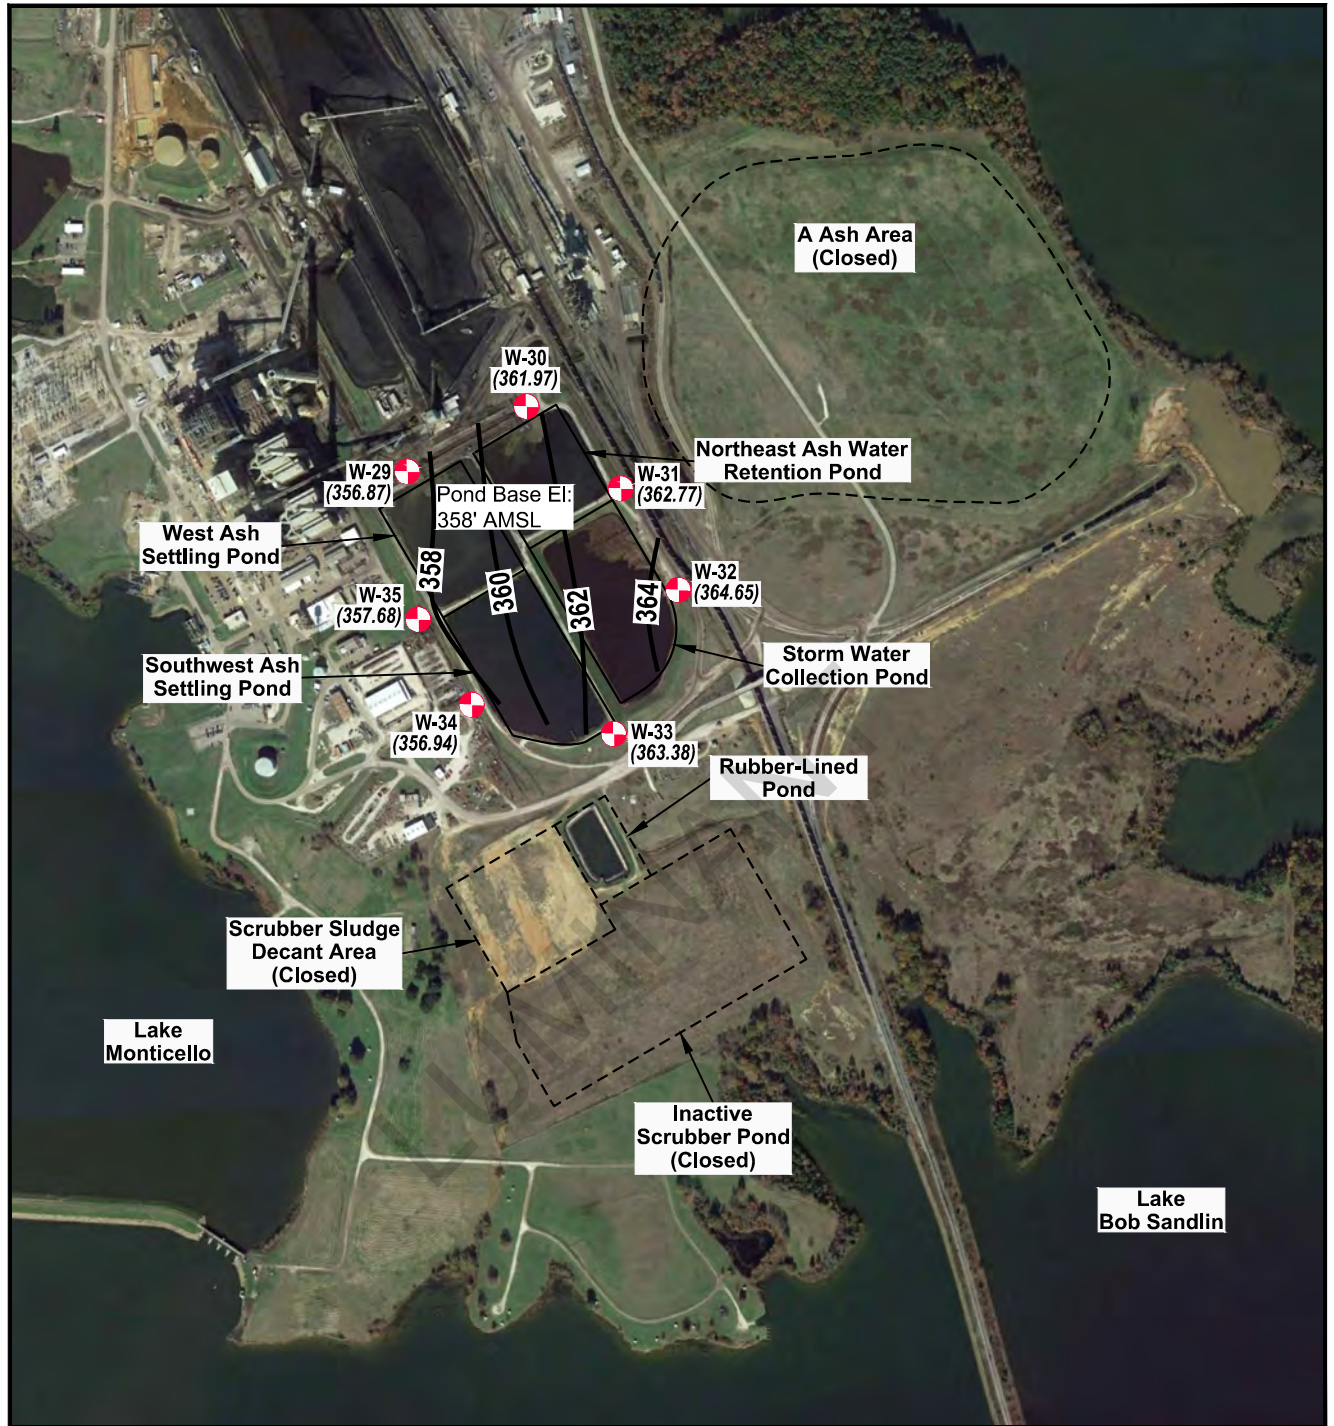 A Ash Area
(Closed)
W-30
(361.97)
Northeast Ash Water
Retention Pond
W-29
(356.87)
W-31
(362.77)
Pond Base El:
358' AMSL
West Ash
Settling Pond
358
360
362
364
W-32
(364.65)
W-35
(357.68)
Southwest Ash
Settling Pond
Storm Water
Collection Pond
W-34
(356.94)
W-33
(363.38)
Rubber-Lined
Pond
Scrubber Sludge
Decant Area
(Closed)
Lake
Monticello
Inactive
Scrubber Pond
(Closed)
Lake
Bob Sandlin